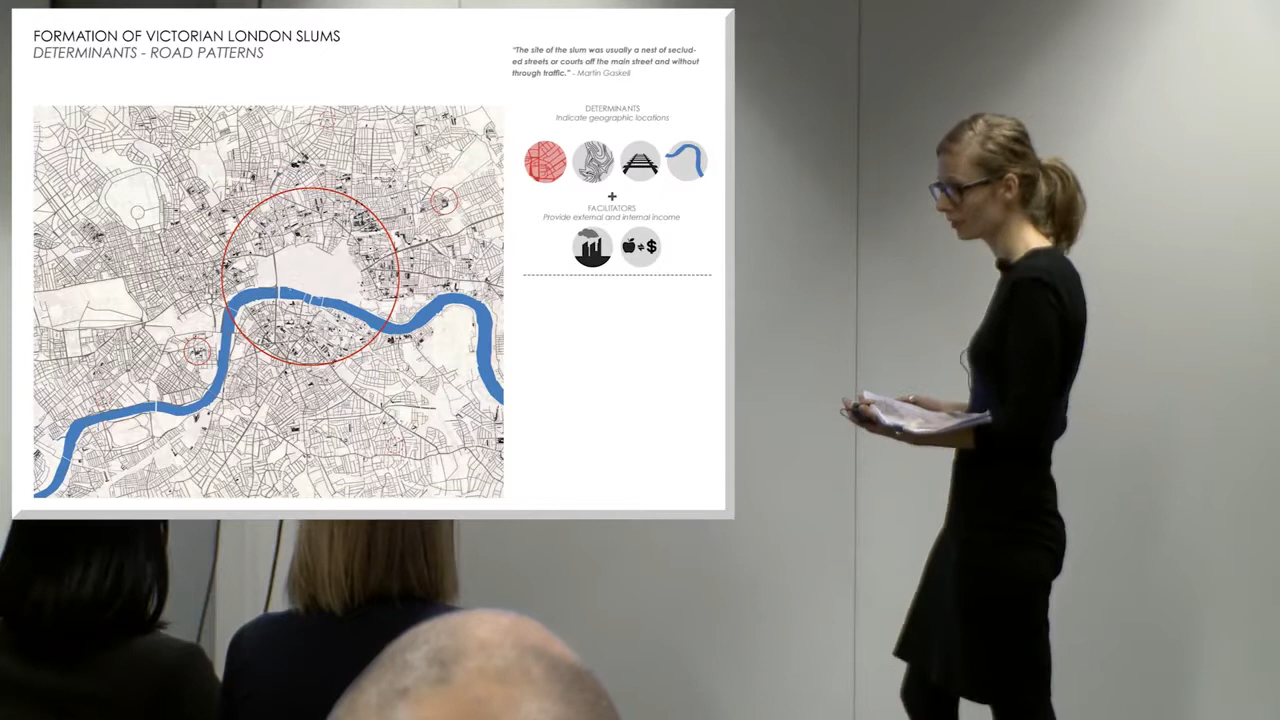 FORMATION OF VICTORIAN LONDON SLUMS
DETERMINANTS - ROAD PATTERNS
"The site of the slum was usually a nest of seclud-
ed streets or courts off the main street and without
through traffic." - Martin Gaskell
DETERMINANTS
Indicate geographic locations
+
FACILITATORS
Provide external and internal income
$